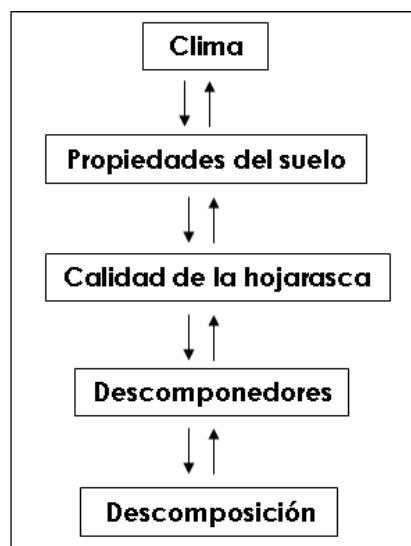 Clima
Propiedades del suelo
Calidad de la hojarasca
Descomponedores
Descomposición